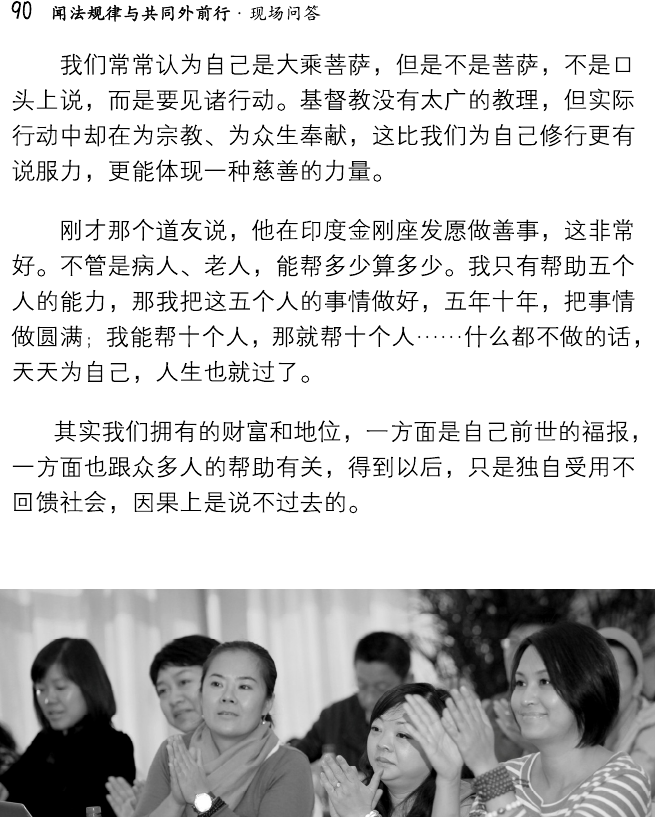 90 闻法规律与共同外前行·现场问答
我们常常认为自己是大乘菩萨，但是不是菩萨，不是口
头上说，而是要见诸行动。基督教没有太广的教理，但实际
行动中却在为宗教、为众生奉献，这比我们为自己修行更有
说服力，更能体现一种慈善的力量。
刚才那个道友说，他在印度金刚座发愿做善事，这非常
好。不管是病人、老人，能帮多少算多少。我只有帮助五个
人的能力，那我把这五个人的事情做好，五年十年，把事情
做圆满；我能帮十个人，那就帮十个人……什么都不做的话，
天天为自己，人生也就过了。
其实我们拥有的财富和地位，一方面是自己前世的福报，
一方面也跟众多人的帮助有关，得到以后，只是独自受用不
回馈社会，因果上是说不过去的。